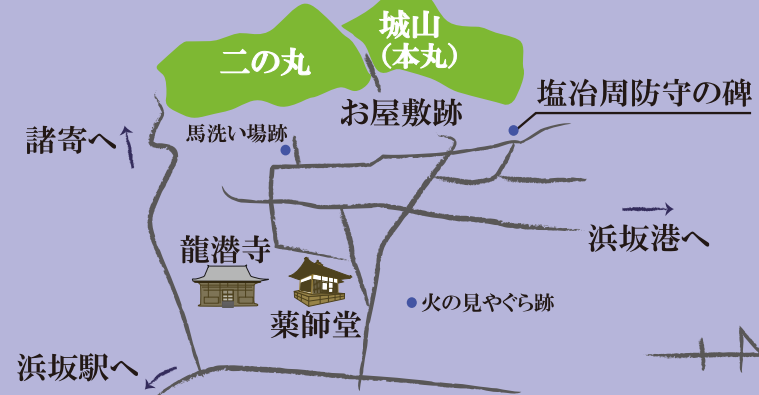 城山
（本丸）
二の丸
塩冶周防守の碑
お屋敷跡
馬洗い場跡
諸寄へ
浜坂港へ
龍潜寺
火の見やぐら跡
薬師堂
浜坂駅へ